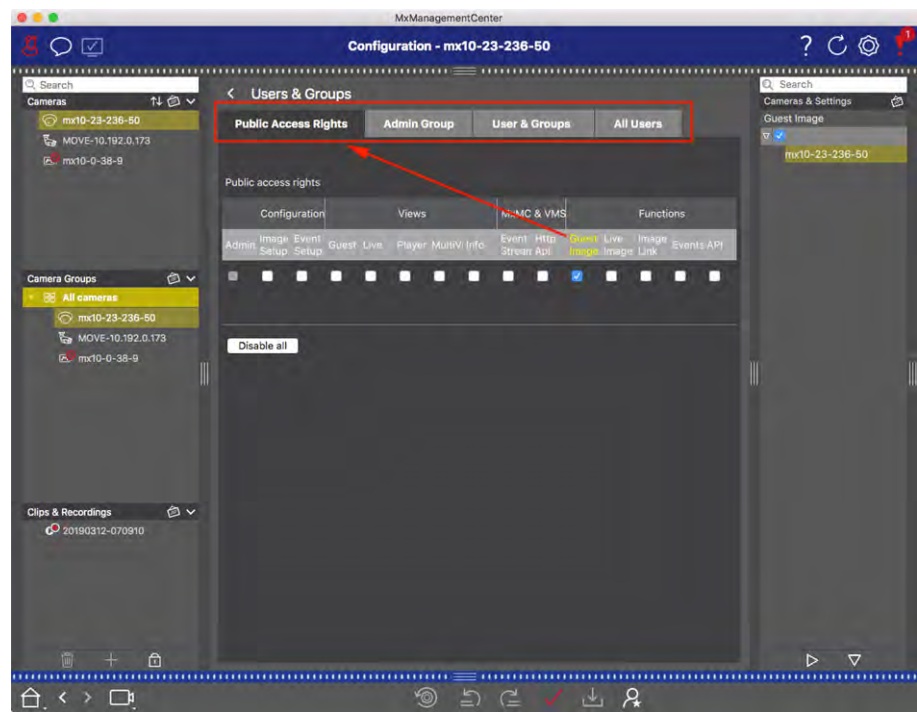 MxManagementCenter
Configuration - mx10-23-236-50
?
1
Search
Cameras
mx10-23-236-50
MOVE-10.192.0.173
mx10-0-38-9
Camera Groups
All cameras
mx10-23-236-50
MOVE-10.192.0.173
mx10-0-38-9
Clips & Recordings
20190312-070910
Users & Groups
Public Access Rights Admin Group User & Groups All Users
Public access rights
Configuration Views MxMC & VMS Functions
Admin Image Setup Event Setup Guest Live Player MultiV Info Event Stream Http Api Guest Image Live Image Image Link Events API
Disable all
Search
Cameras & Settings
Guest Image
mx10-23-236-50